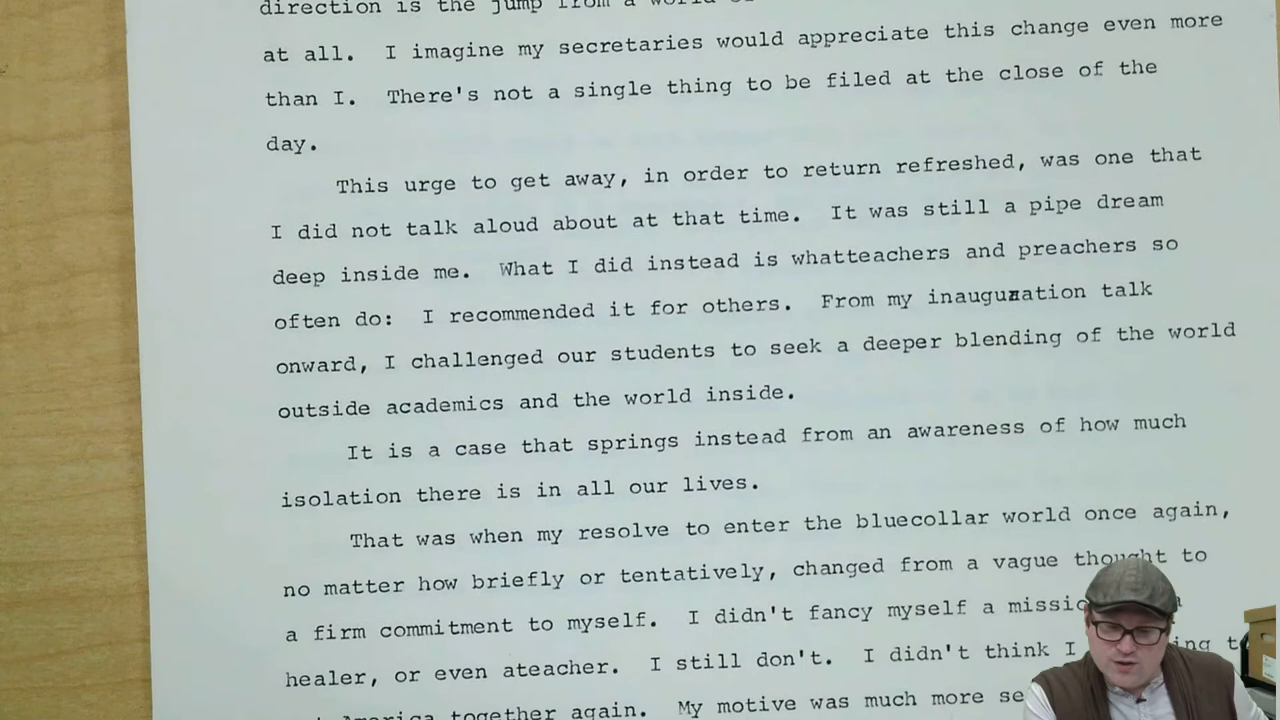 direction is the jump from a world
at all. I imagine my secretaries would appreciate this change even more
than I. There's not a single thing to be filed at the close of the
day.
This urge to get away, in order to return refreshed, was one that
I did not talk aloud about at that time. It was still a pipe dream
deep inside me. What I did instead is whatteachers and preachers so
often do: I recommended it for others. From my inauguration talk
onward, I challenged our students to seek a deeper blending of the world
outside academics and the world inside.
It is a case that springs instead from an awareness of how much
isolation there is in all our lives.
That was when my resolve to enter the bluecollar world once again,
no matter how briefly or tentatively, changed from a vague thought to
a firm commitment to myself. I didn't fancy myself a
healer, or even ateacher. I still don't. I didn't think I
America together again. My motive was much more